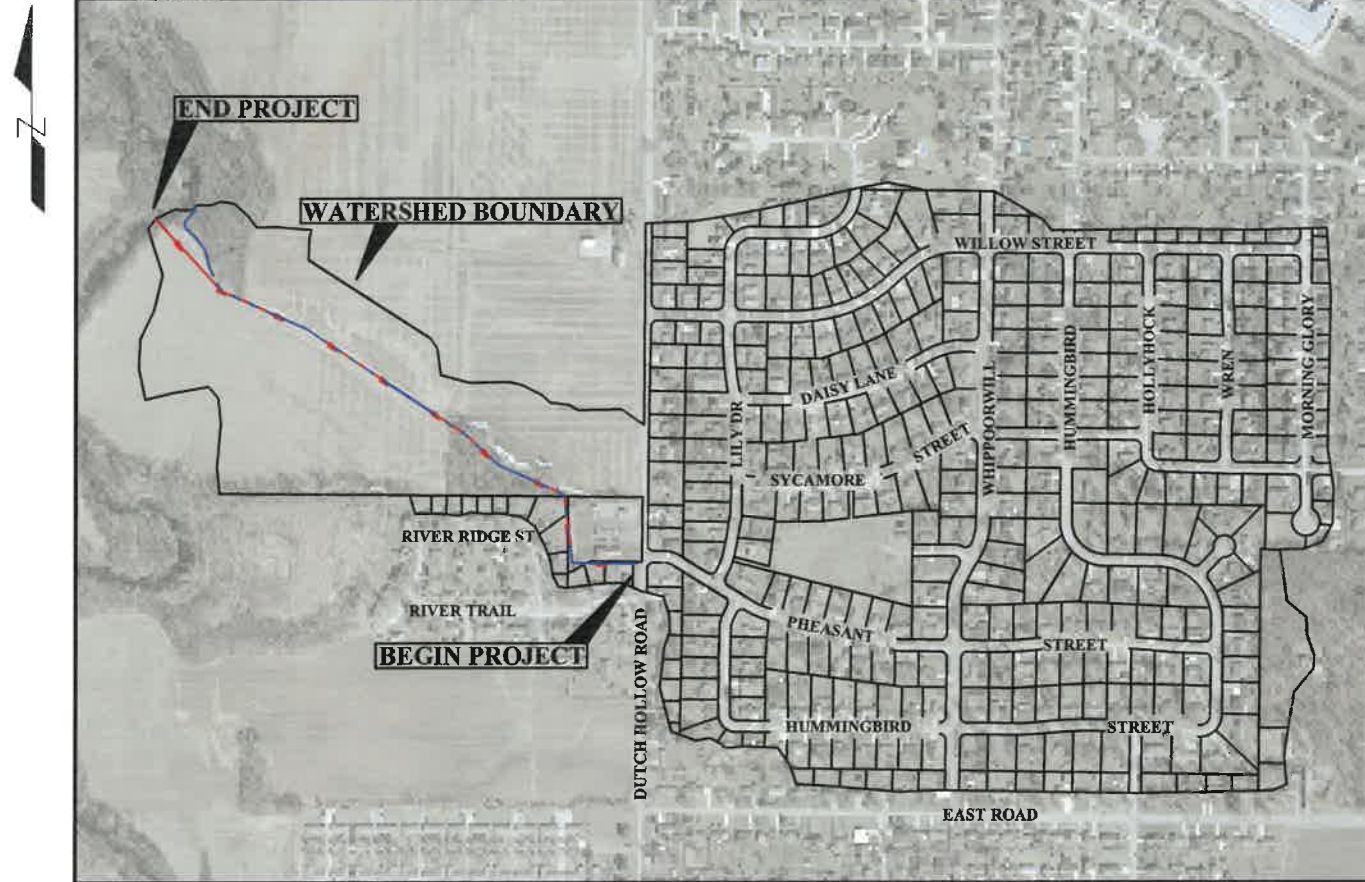 N
END PROJECT
WATERSHED BOUNDARY
WILLOW STREET
HUMMINGBIRD
HOLLYHOCK
WREN
MORNING GLORY
DAISY LANE
LILY DR
WHIPPOORWILL
STREET
SYCAMORE
RIVER RIDGE ST
RIVER TRAIL
BEGIN PROJECT
DUTCH HOLLOW ROAD
PHEASANT
STREET
HUMMINGBIRD
STREET
EAST ROAD